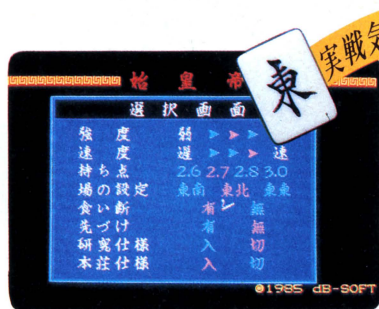 実戦
東
始皇帝
選択画面
強度 弱 > > >
速度 遅 > > > 速
持ち点 2.6 2.7 2.8 3.0
場の設定 東南 東北 東東
食い断 有 無
先づけ 有 無
研究仕様 入 切
本荘仕様 入 切
©1985 dB-SOFT